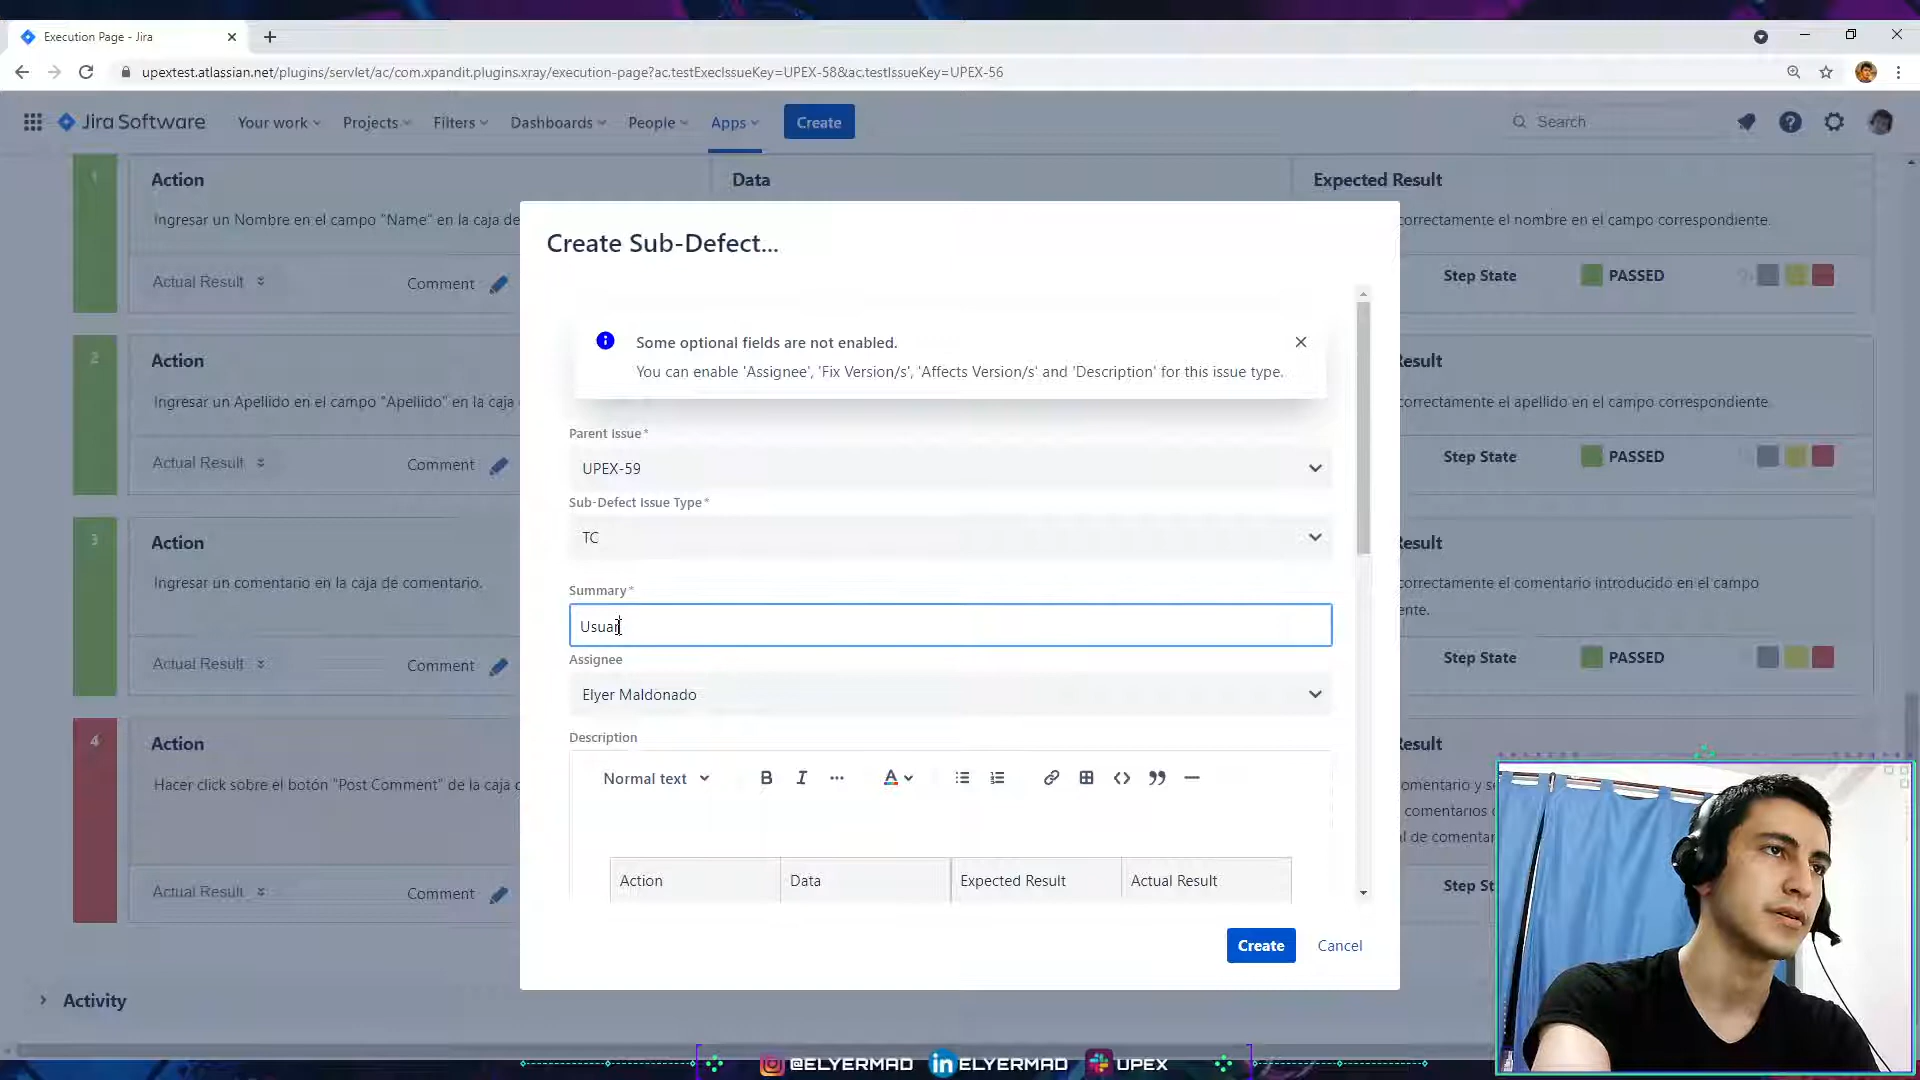 Execution Page - Jira
upextest.atlassian.net/plugins/servlet/ac/com.xpandit.plugins.xray/execution-page?ac.testExecIssueKey=UPEX-58&ac.testIssueKey=UPEX-56
Jira Software
Your work
Projects
Filters
Dashboards
People
Apps
Create
Search
1
Action
Data
Expected Result
Ingresar un Nombre en el campo "Name" en la caja de
correctamente el nombre en el campo correspondiente.
Actual Result
Comment
Step State
PASSED
2
Action
Result
Ingresar un Apellido en el campo "Apellido" en la caja
correctamente el apellido en el campo correspondiente.
Actual Result
Comment
Step State
PASSED
3
Action
Result
Ingresar un comentario en la caja de comentario.
correctamente el comentario introducido en el campo
ente.
Actual Result
Comment
Step State
PASSED
4
Action
Result
Hacer click sobre el botón "Post Comment" de la caja
omentario y s
comentarios
al de comentar
Actual Result
Comment
Step St
Activity
Create Sub-Defect...
Some optional fields are not enabled.
You can enable 'Assignee', 'Fix Version/s', 'Affects Version/s' and 'Description' for this issue type.
Parent Issue*
UPEX-59
Sub-Defect Issue Type*
TC
Summary*
Usuar
Assignee
Elyer Maldonado
Description
Normal text
Action
Data
Expected Result
Actual Result
Create
Cancel
@ELYERMAD
ELYERMAD
UPEX